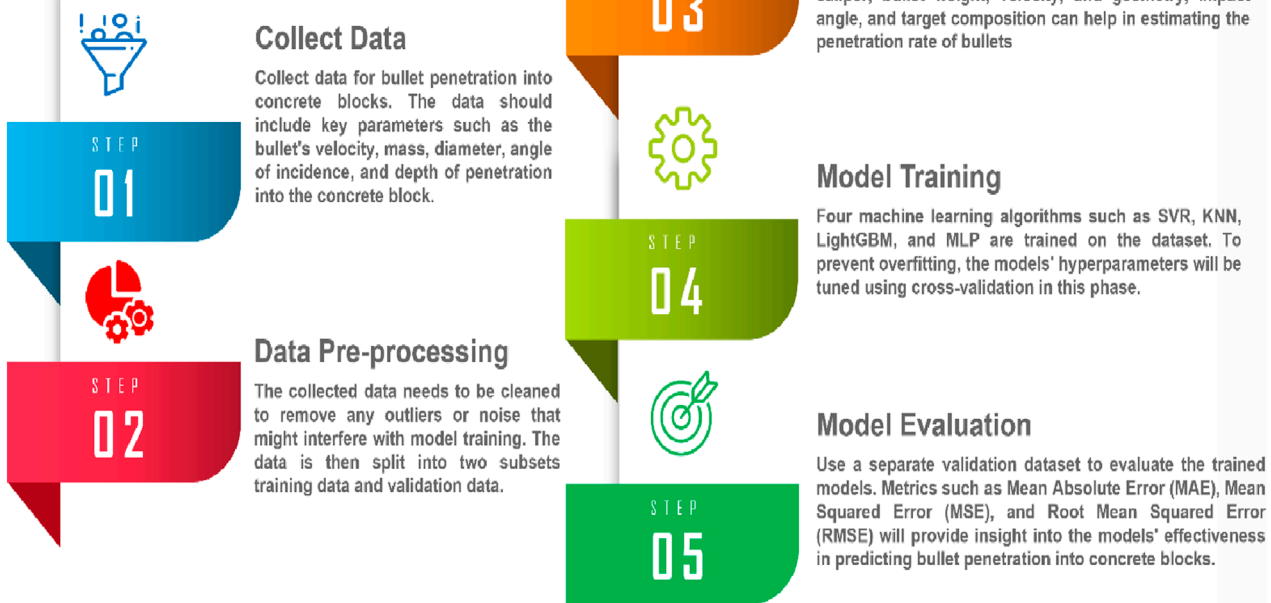 Collect Data
Collect data for bullet penetration into
concrete blocks. The data should
include key parameters such as the
bullet's velocity, mass, diameter, angle
of incidence, and depth of penetration
into the concrete block.
STEP
01
Data Pre-processing
The collected data needs to be cleaned
to remove any outliers or noise that
might interfere with model training. The
data is then split into two subsets
training data and validation data.
STEP
02
03
angle, and target composition can help in estimating the
penetration rate of bullets
Model Training
Four machine learning algorithms such as SVR, KNN,
LightGBM, and MLP are trained on the dataset. To
prevent overfitting, the models' hyperparameters will be
tuned using cross-validation in this phase.
STEP
04
Model Evaluation
Use a separate validation dataset to evaluate the trained
models. Metrics such as Mean Absolute Error (MAE), Mean
Squared Error (MSE), and Root Mean Squared Error
(RMSE) will provide insight into the models' effectiveness
in predicting bullet penetration into concrete blocks.
STEP
05